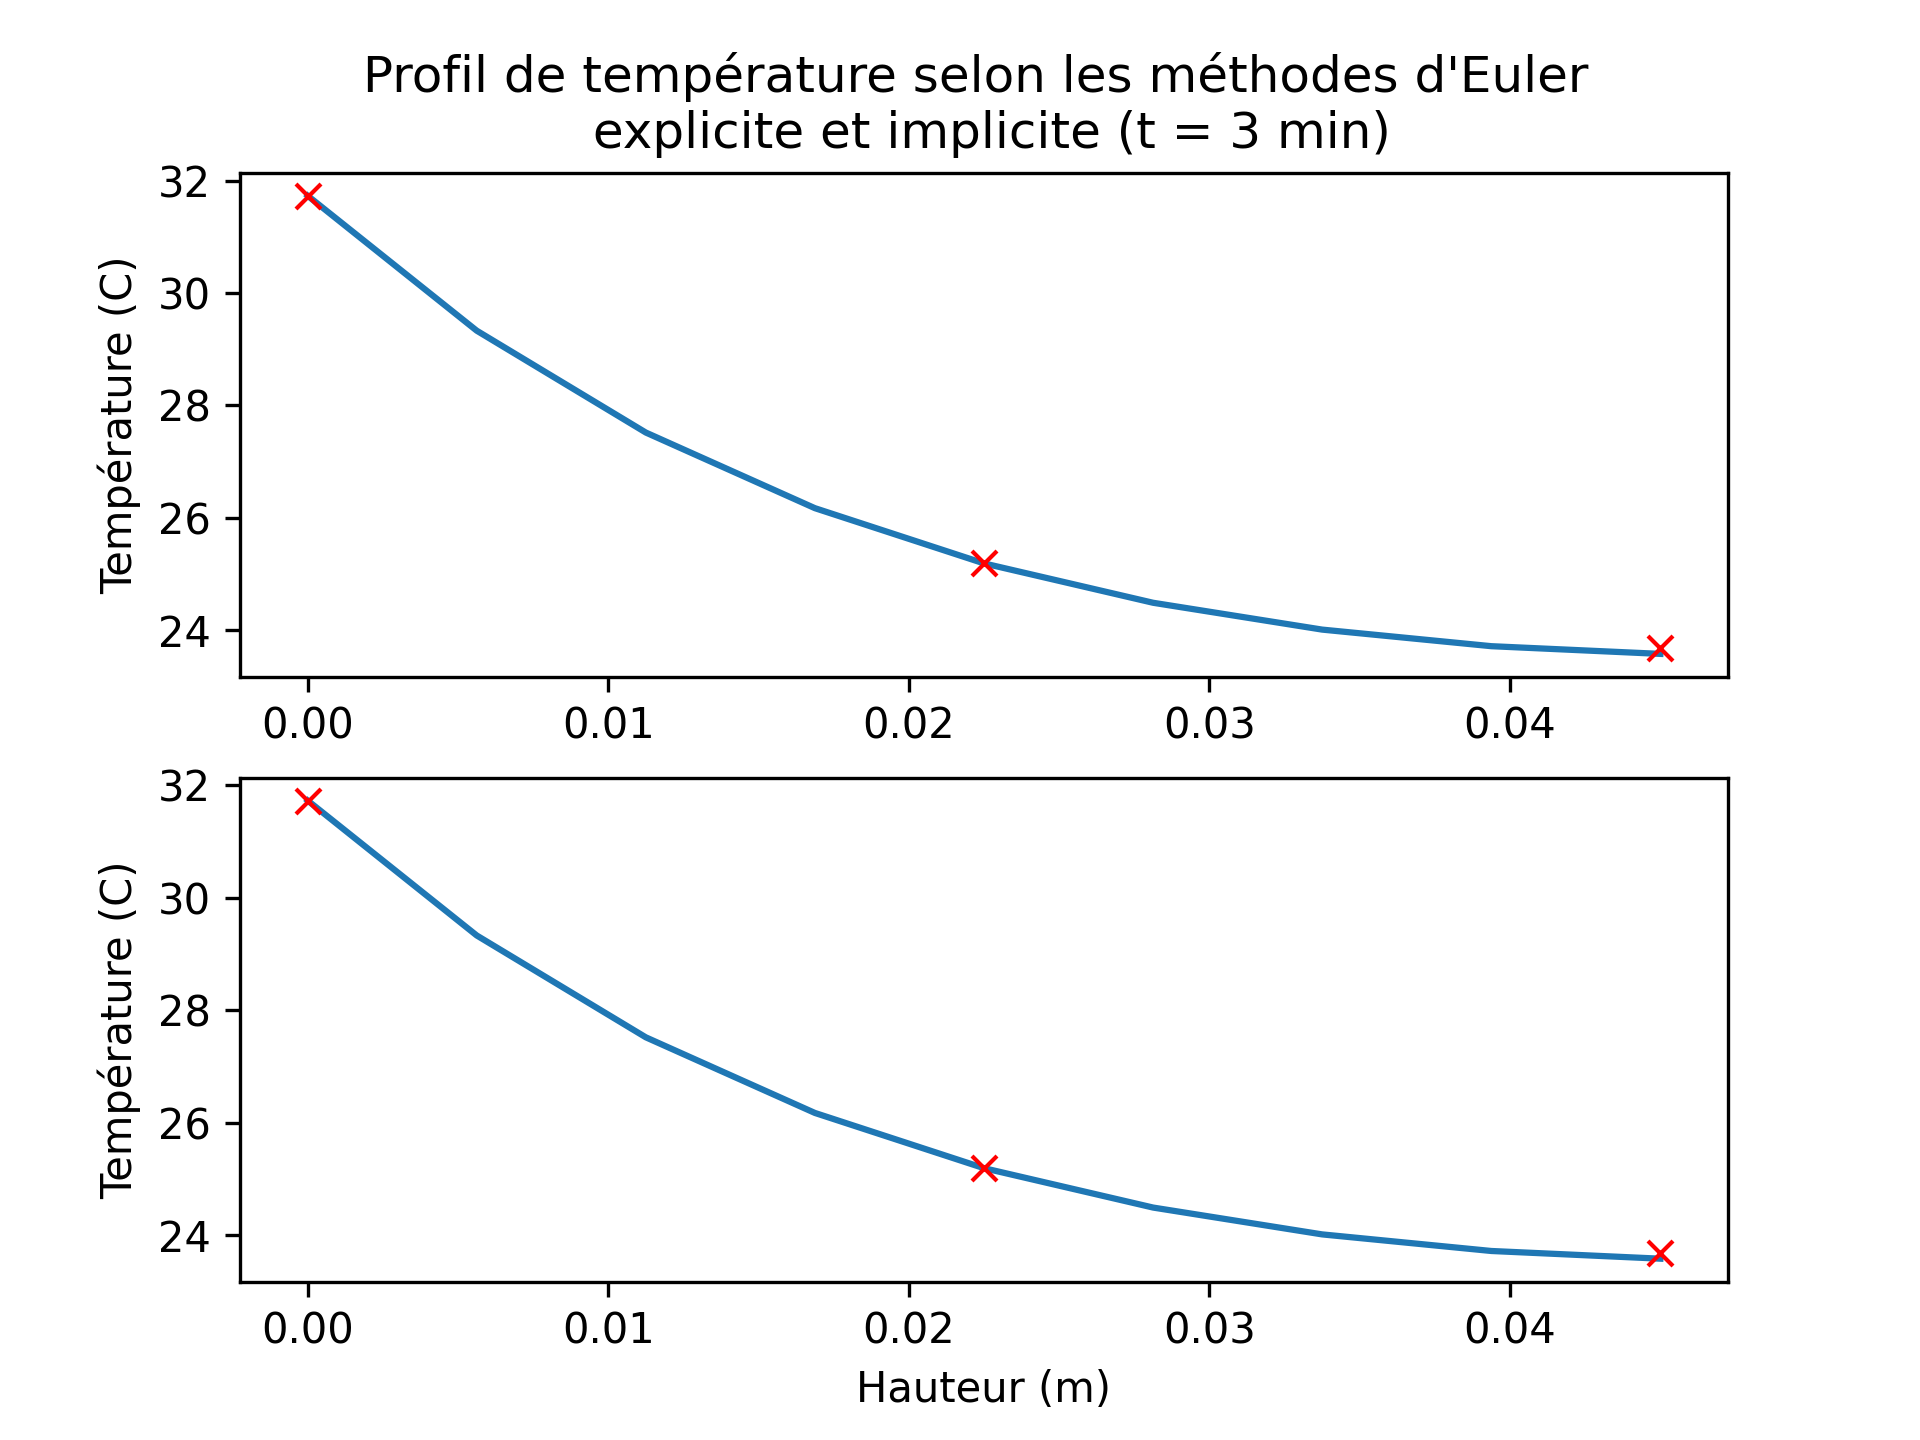 Profil de température selon les méthodes d'Euler
explicite et implicite (t = 3 min)
Température (C)
32
30
28
26
24
0.00 0.01 0.02 0.03 0.04
Température (C)
32
30
28
26
24
0.00 0.01 0.02 0.03 0.04
Hauteur (m)